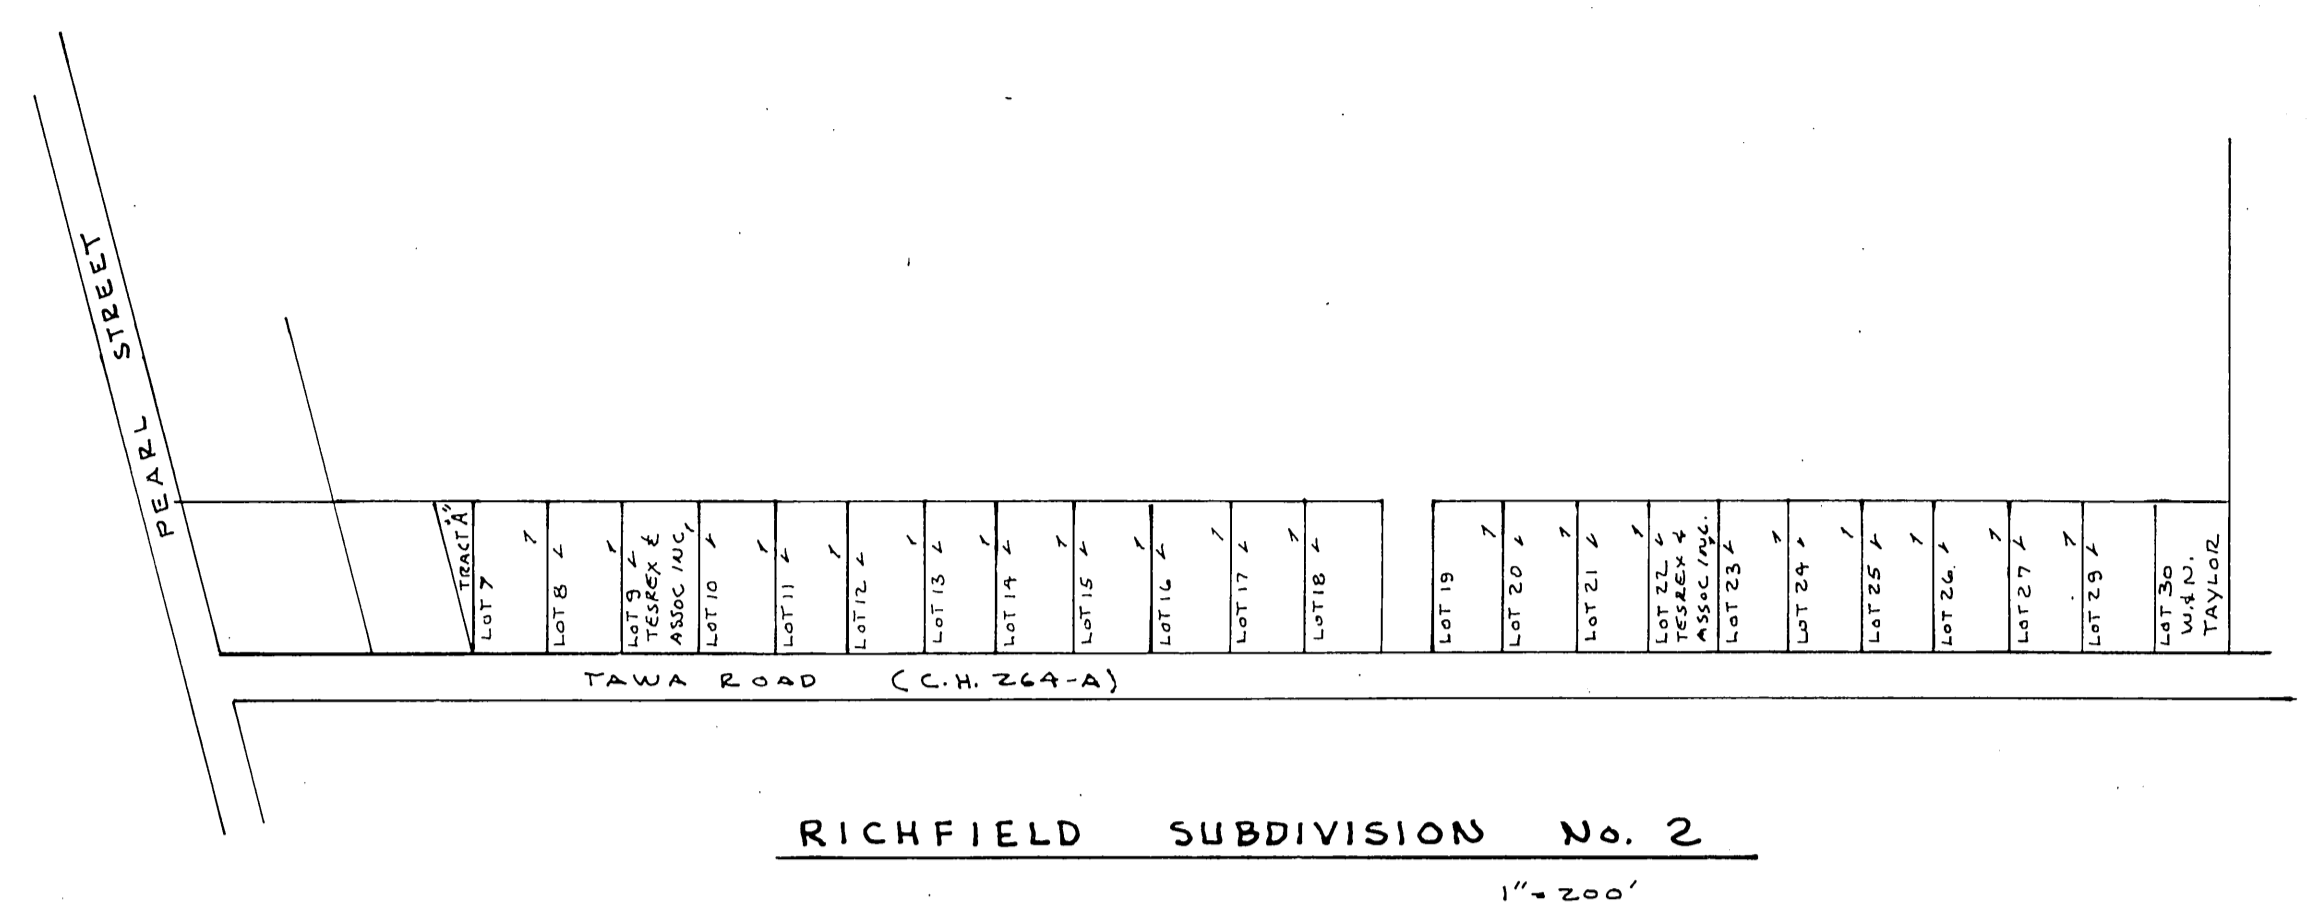 PEARL STREET
TRACT "A"
LOT 7
LOT 8
LOT 9
TESREX &
ASSOC INC,
LOT 10
LOT 11
LOT 12
LOT 13
LOT 14
LOT 15
LOT 16
LOT 17
LOT 18
LOT 19
LOT 20
LOT 21
LOT 22
TESREX &
ASSOC INC.
LOT 23
LOT 24
LOT 25
LOT 26.
LOT 27
LOT 29
LOT 30
W. & N.
TAYLOR
TAWA ROAD (C.H. 264-A)
RICHFIELD SUBDIVISION No. 2
1" = 200'